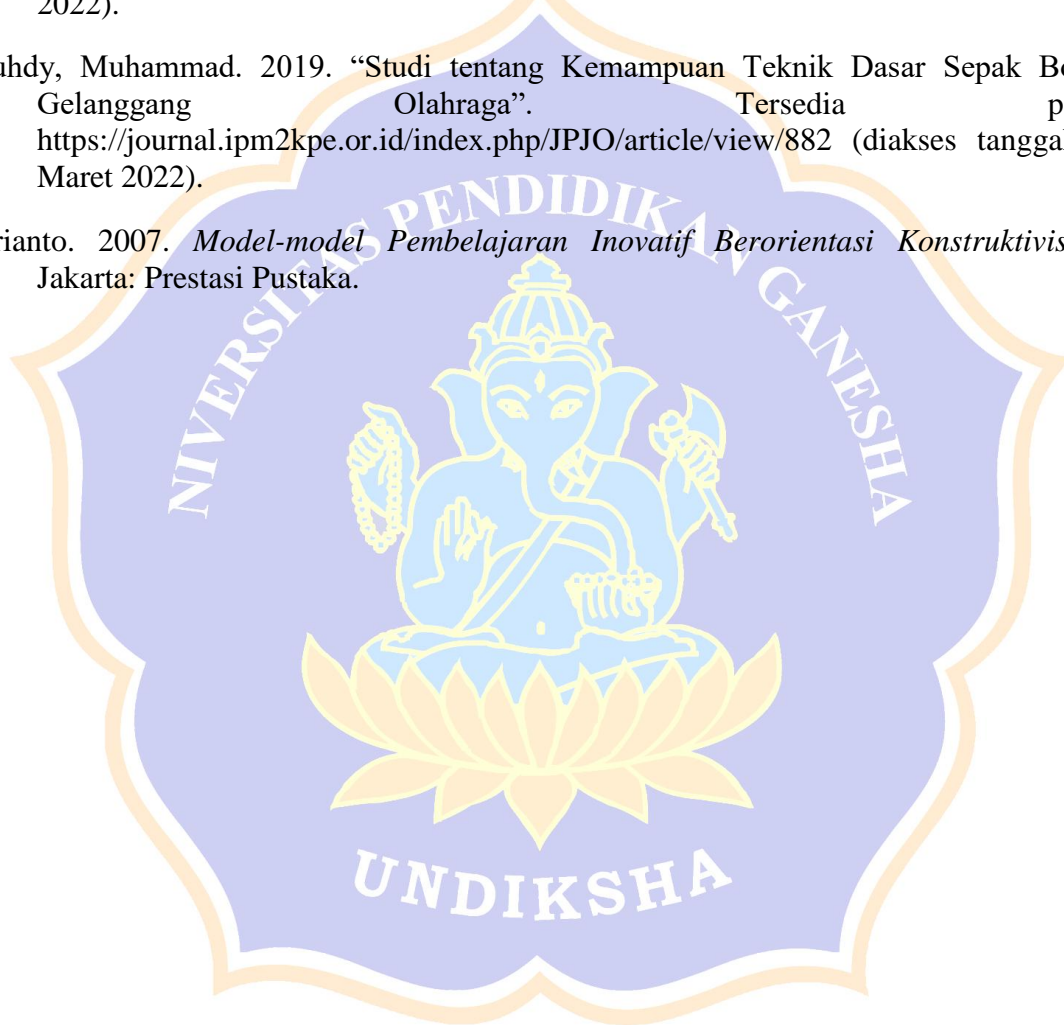 2022).
uhdy, Muhammad. 2019. “Studi tentang Kemampuan Teknik Dasar Sepak
Gelanggang Olahraga”. Tersedia
https://journal.ipm2kpe.or.id/index.php/JPJO/article/view/882 (diakses tanggal
Maret 2022).
rianto. 2007. Model-model Pembelajaran Inovatif Berorientasi Konstruktivis
Jakarta: Prestasi Pustaka.
NIVERSITAS PENDIDIKAN GANESHA
UNDIKSHA